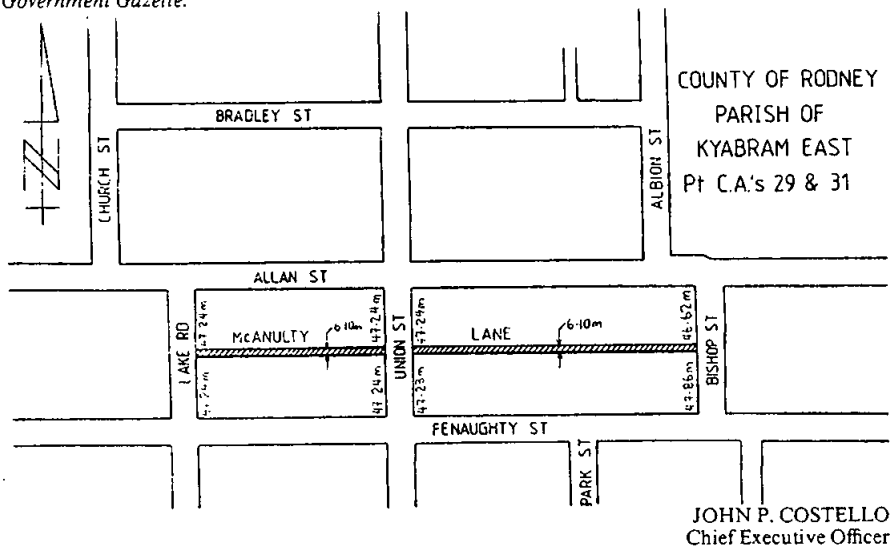 Government Gazette.
COUNTY OF RODNEY
PARISH OF
KYABRAM EAST
Pt C.A.'s 29 & 31
BRADLEY ST
CHURCH ST
ALBION ST
N
ALLAN ST
LAKE RD
47·24m
McANULTY
6·10m
47·24m
UNION ST
47·24m
LANE
6·10m
46·62m
BISHOP ST
47·24m
47·24m
47·23m
47·86m
FENAUGHTY ST
PARK ST
JOHN P. COSTELLO
Chief Executive Officer